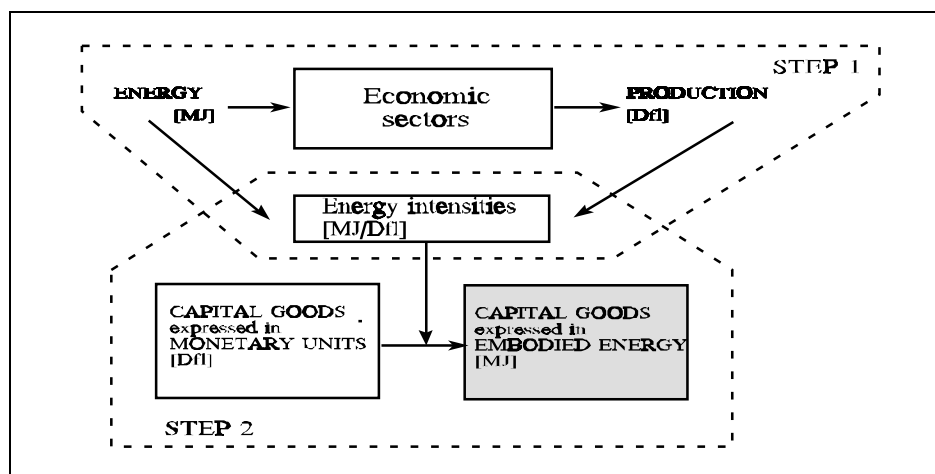 STEP 1
ENERGY
[MJ]
Economic
sectors
PRODUCTION
[Dfl]
Energy intensities
[MJ/Dfl]
CAPITAL GOODS
expressed in
MONETARY UNITS
[Dfl]
CAPITAL GOODS
expressed in
EMBODIED ENERGY
[MJ]
STEP 2